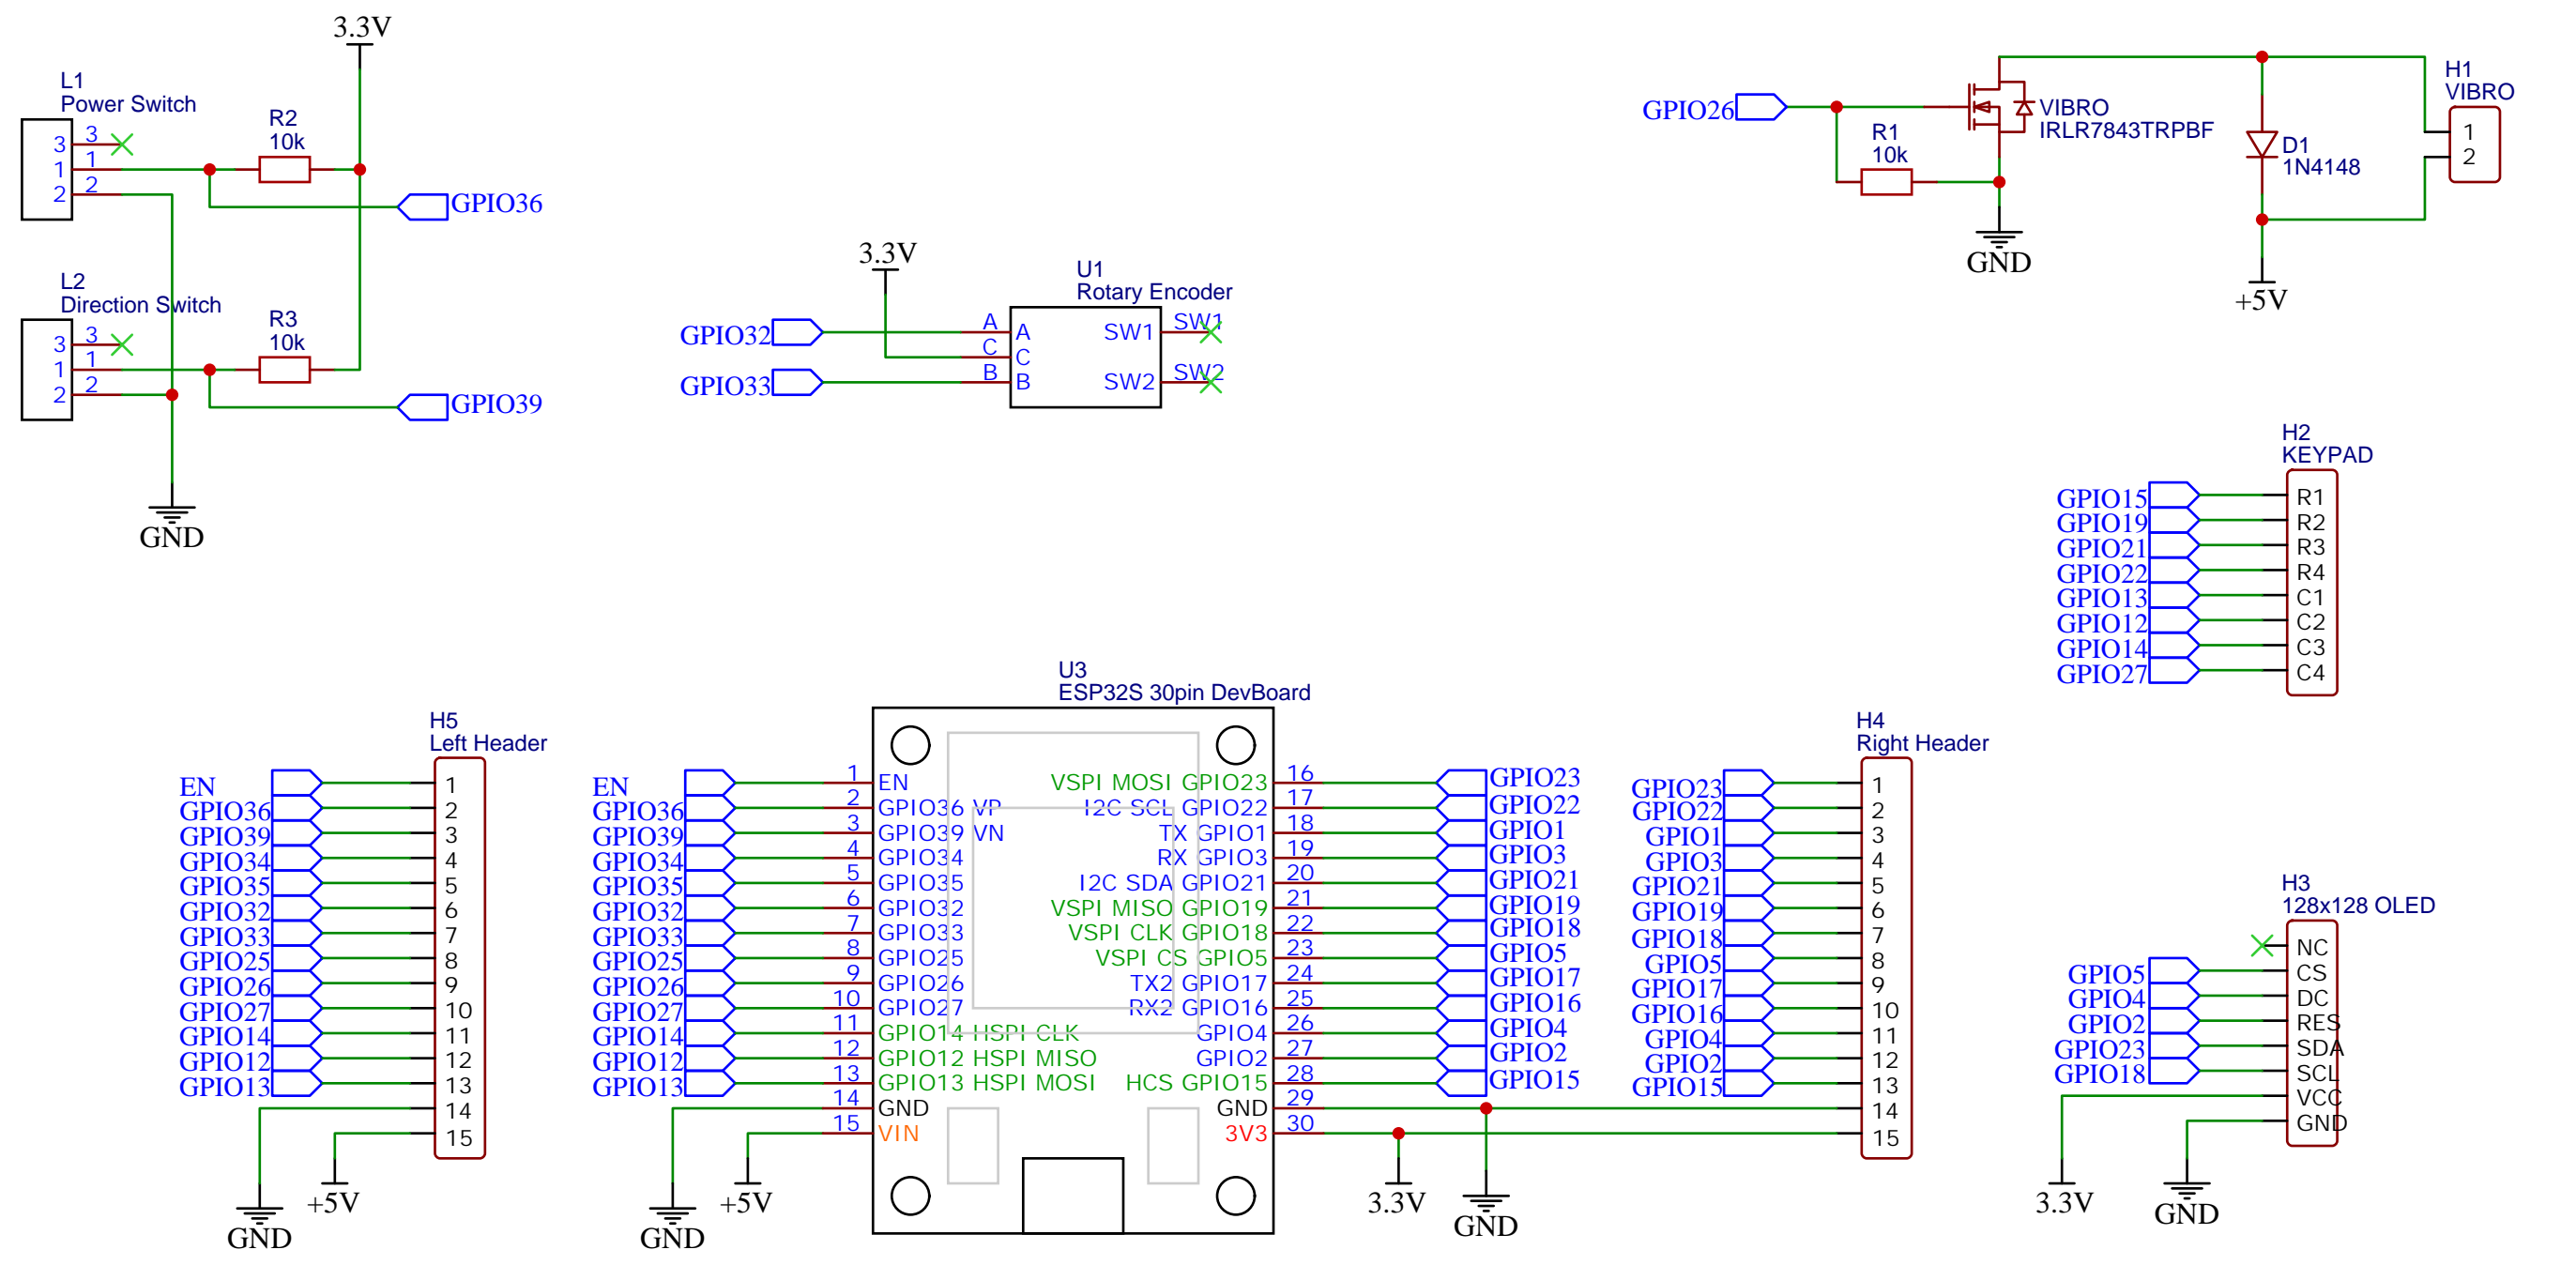 3.3V
L1
Power Switch
3 3
1 1
2 2
R2
10k
GPIO36
L2
Direction Switch
3 3
1 1
2 2
R3
10k
GPIO39
GND
3.3V
U1
Rotary Encoder
GPIO32
A A
C C
GPIO33
B B
SW1 SW1
SW2 SW2
GPIO26
R1
10k
VIBRO
IRLR7843TRPBF
GND
D1
1N4148
+5V
H1
VIBRO
1
2
H2
KEYPAD
GPIO15 R1
GPIO19 R2
GPIO21 R3
GPIO22 R4
GPIO13 C1
GPIO12 C2
GPIO14 C3
GPIO27 C4
H5
Left Header
EN 1
GPIO36 2
GPIO39 3
GPIO34 4
GPIO35 5
GPIO32 6
GPIO33 7
GPIO25 8
GPIO26 9
GPIO27 10
GPIO14 11
GPIO12 12
GPIO13 13
14
15
+5V
GND
U3
ESP32S 30pin DevBoard
EN 1 EN
GPIO36 2 GPIO36 VP
GPIO39 3 GPIO39 VN
GPIO34 4 GPIO34
GPIO35 5 GPIO35
GPIO32 6 GPIO32
GPIO33 7 GPIO33
GPIO25 8 GPIO25
GPIO26 9 GPIO26
GPIO27 10 GPIO27
GPIO14 11 GPIO14 HSPI CLK
GPIO12 12 GPIO12 HSPI MISO
GPIO13 13 GPIO13 HSPI MOSI
14 GND
15 VIN
+5V
GND
VSPI MOSI GPIO23 16 GPIO23
I2C SCL GPIO22 17 GPIO22
TX GPIO1 18 GPIO1
RX GPIO3 19 GPIO3
I2C SDA GPIO21 20 GPIO21
VSPI MISO GPIO19 21 GPIO19
VSPI CLK GPIO18 22 GPIO18
VSPI CS GPIO5 23 GPIO5
TX2 GPIO17 24 GPIO17
RX2 GPIO16 25 GPIO16
GPIO4 26 GPIO4
GPIO2 27 GPIO2
HCS GPIO15 28 GPIO15
GND 29
3V3 30
3.3V
GND
H4
Right Header
GPIO23 1
GPIO22 2
GPIO1 3
GPIO3 4
GPIO21 5
GPIO19 6
GPIO18 7
GPIO5 8
GPIO17 9
GPIO16 10
GPIO4 11
GPIO2 12
GPIO15 13
14
15
H3
128x128 OLED
NC
GPIO5 CS
GPIO4 DC
GPIO2 RES
GPIO23 SDA
GPIO18 SCL
VCC
GND
3.3V
GND